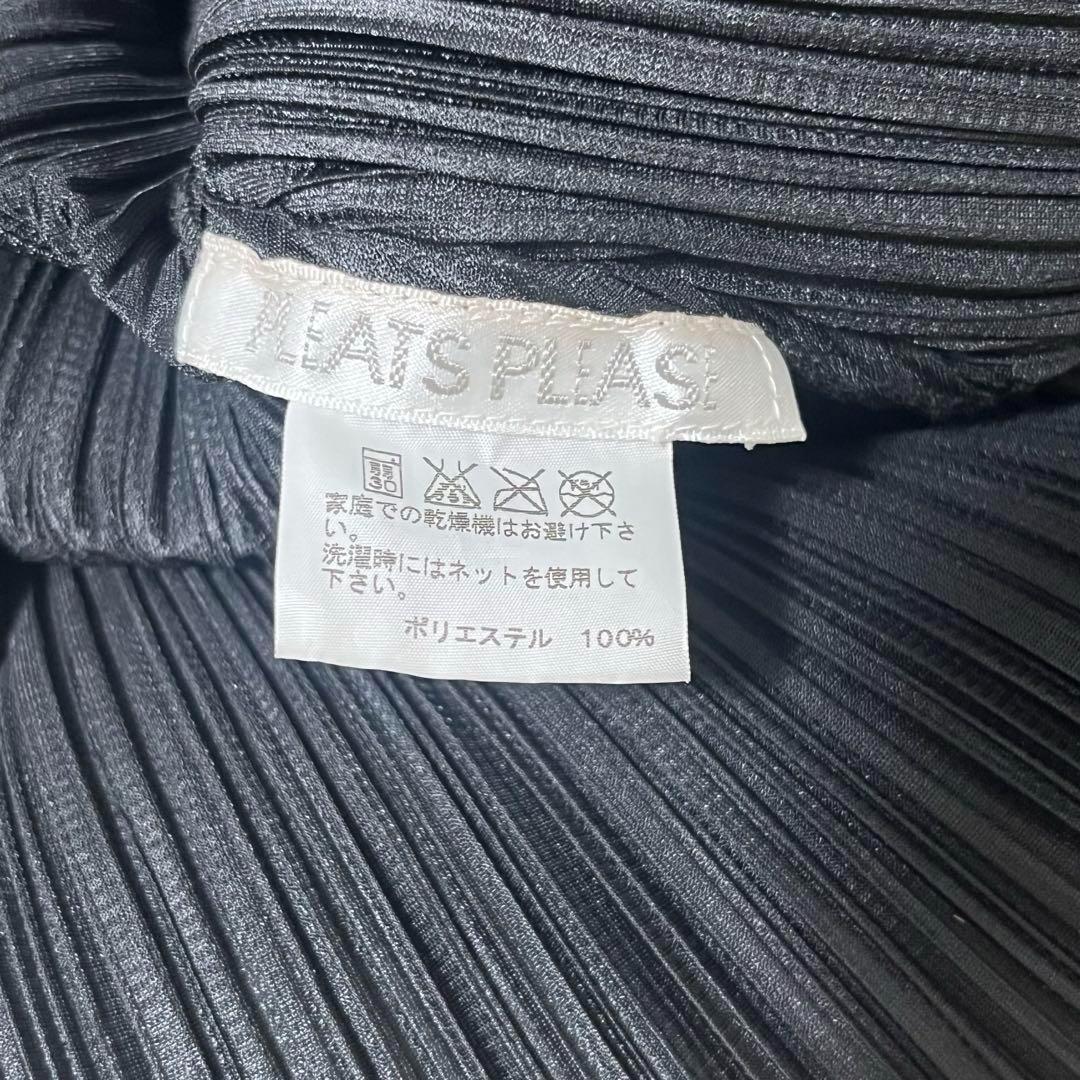 PLEATS PLEASE
家庭での乾燥機はお避け下さ
い。
洗濯時にはネットを使用して
下さい。
ポリエステル 100%